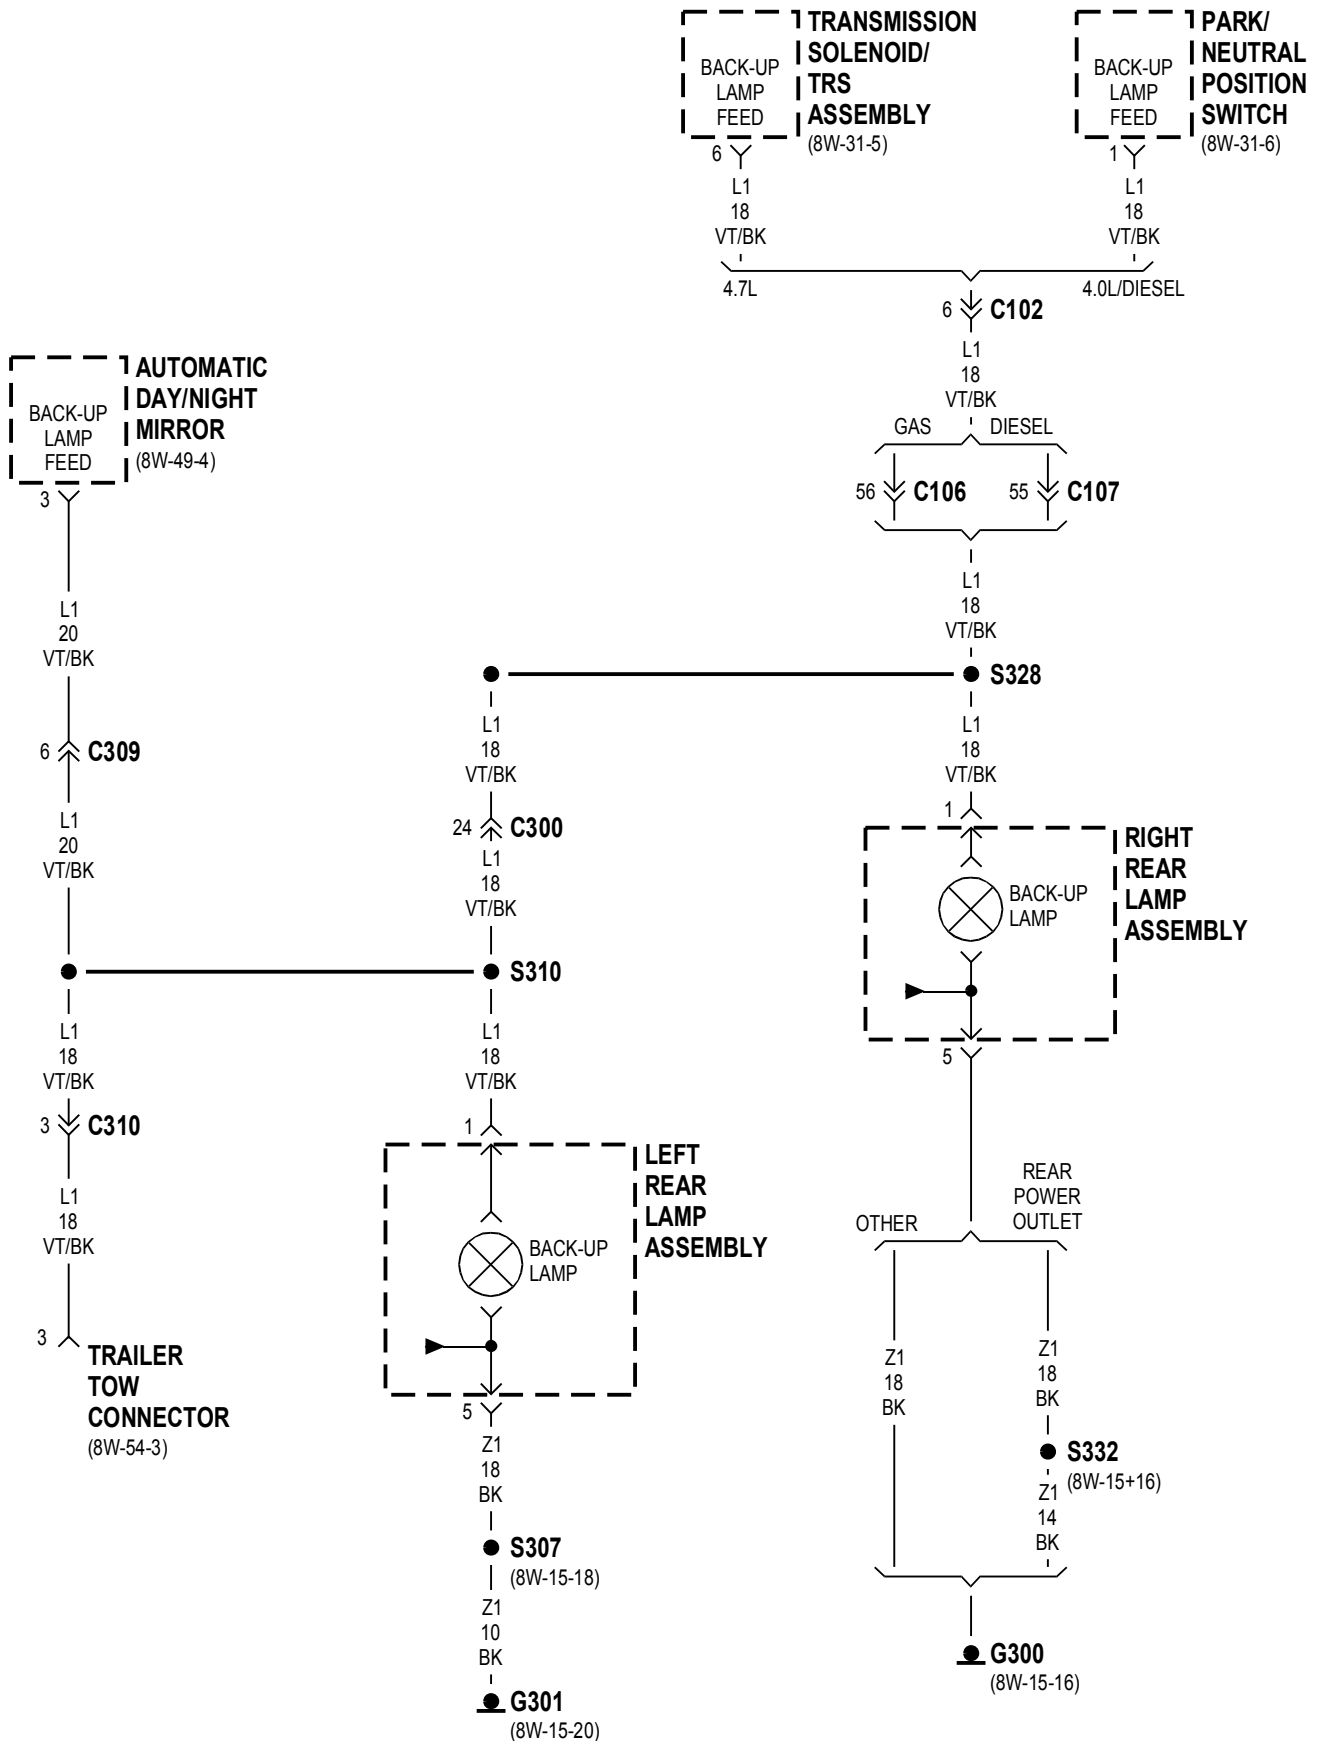 TRANSMISSION
SOLENOID/
TRS
ASSEMBLY
(8W-31-5)
BACK-UP
LAMP
FEED
6
L1
18
VT/BK
4.7L
PARK/
NEUTRAL
POSITION
SWITCH
(8W-31-6)
BACK-UP
LAMP
FEED
1
L1
18
VT/BK
4.0L/DIESEL
6 C102
L1
18
VT/BK
GAS DIESEL
56 C106 55 C107
L1
18
VT/BK
S328
AUTOMATIC
DAY/NIGHT
MIRROR
(8W-49-4)
BACK-UP
LAMP
FEED
3
L1
20
VT/BK
6 C309
L1
20
VT/BK
L1
18
VT/BK
3 C310
L1
18
VT/BK
3
TRAILER
TOW
CONNECTOR
(8W-54-3)
L1
18
VT/BK
24 C300
L1
18
VT/BK
S310
L1
18
VT/BK
1
LEFT
REAR
LAMP
ASSEMBLY
BACK-UP
LAMP
5
Z1
18
BK
S307
(8W-15-18)
Z1
10
BK
G301
(8W-15-20)
L1
18
VT/BK
1
RIGHT
REAR
LAMP
ASSEMBLY
BACK-UP
LAMP
5
OTHER
REAR
POWER
OUTLET
Z1
18
BK
Z1
18
BK
S332
(8W-15+16)
Z1
14
BK
G300
(8W-15-16)